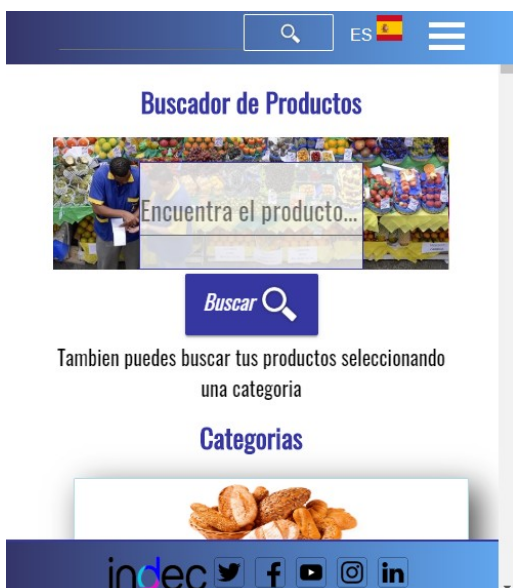 ES
Buscador de Productos
Encuentra el producto...
Buscar
Tambien puedes buscar tus productos seleccionando
una categoria
Categorias
indec